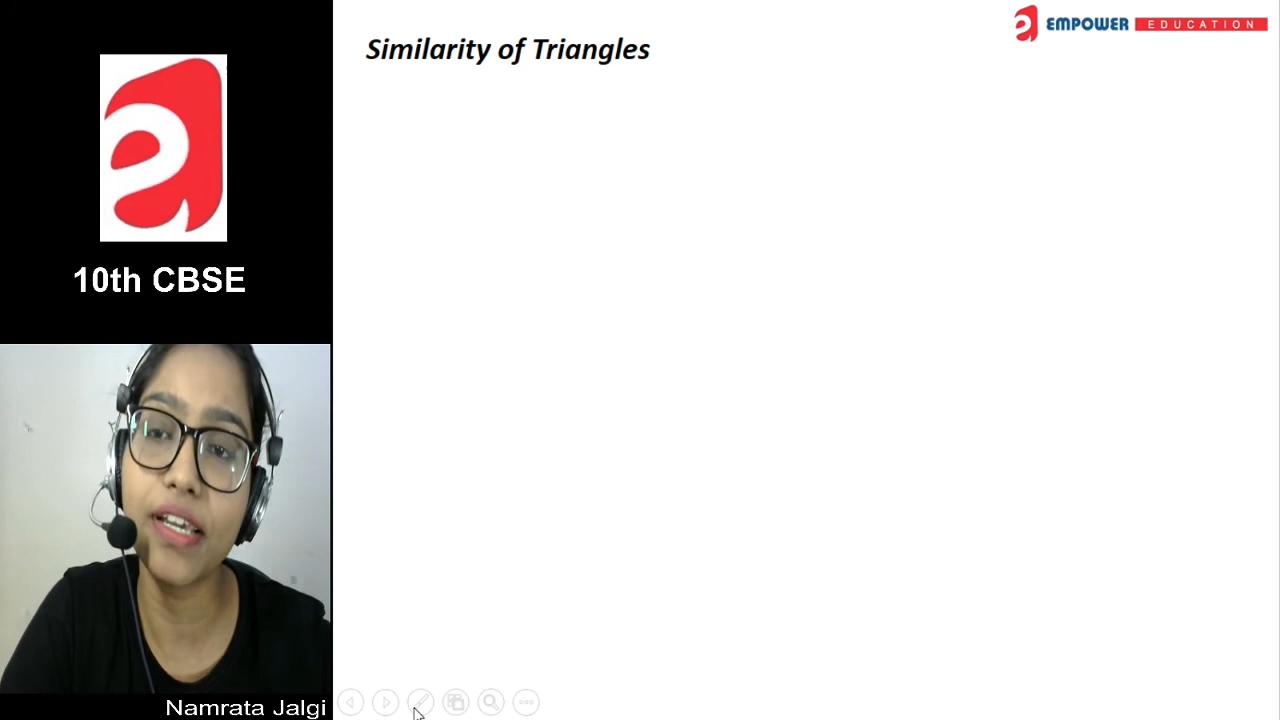 Similarity of Triangles
EMPOWER EDUCATION
10th CBSE
Namrata Jalgi